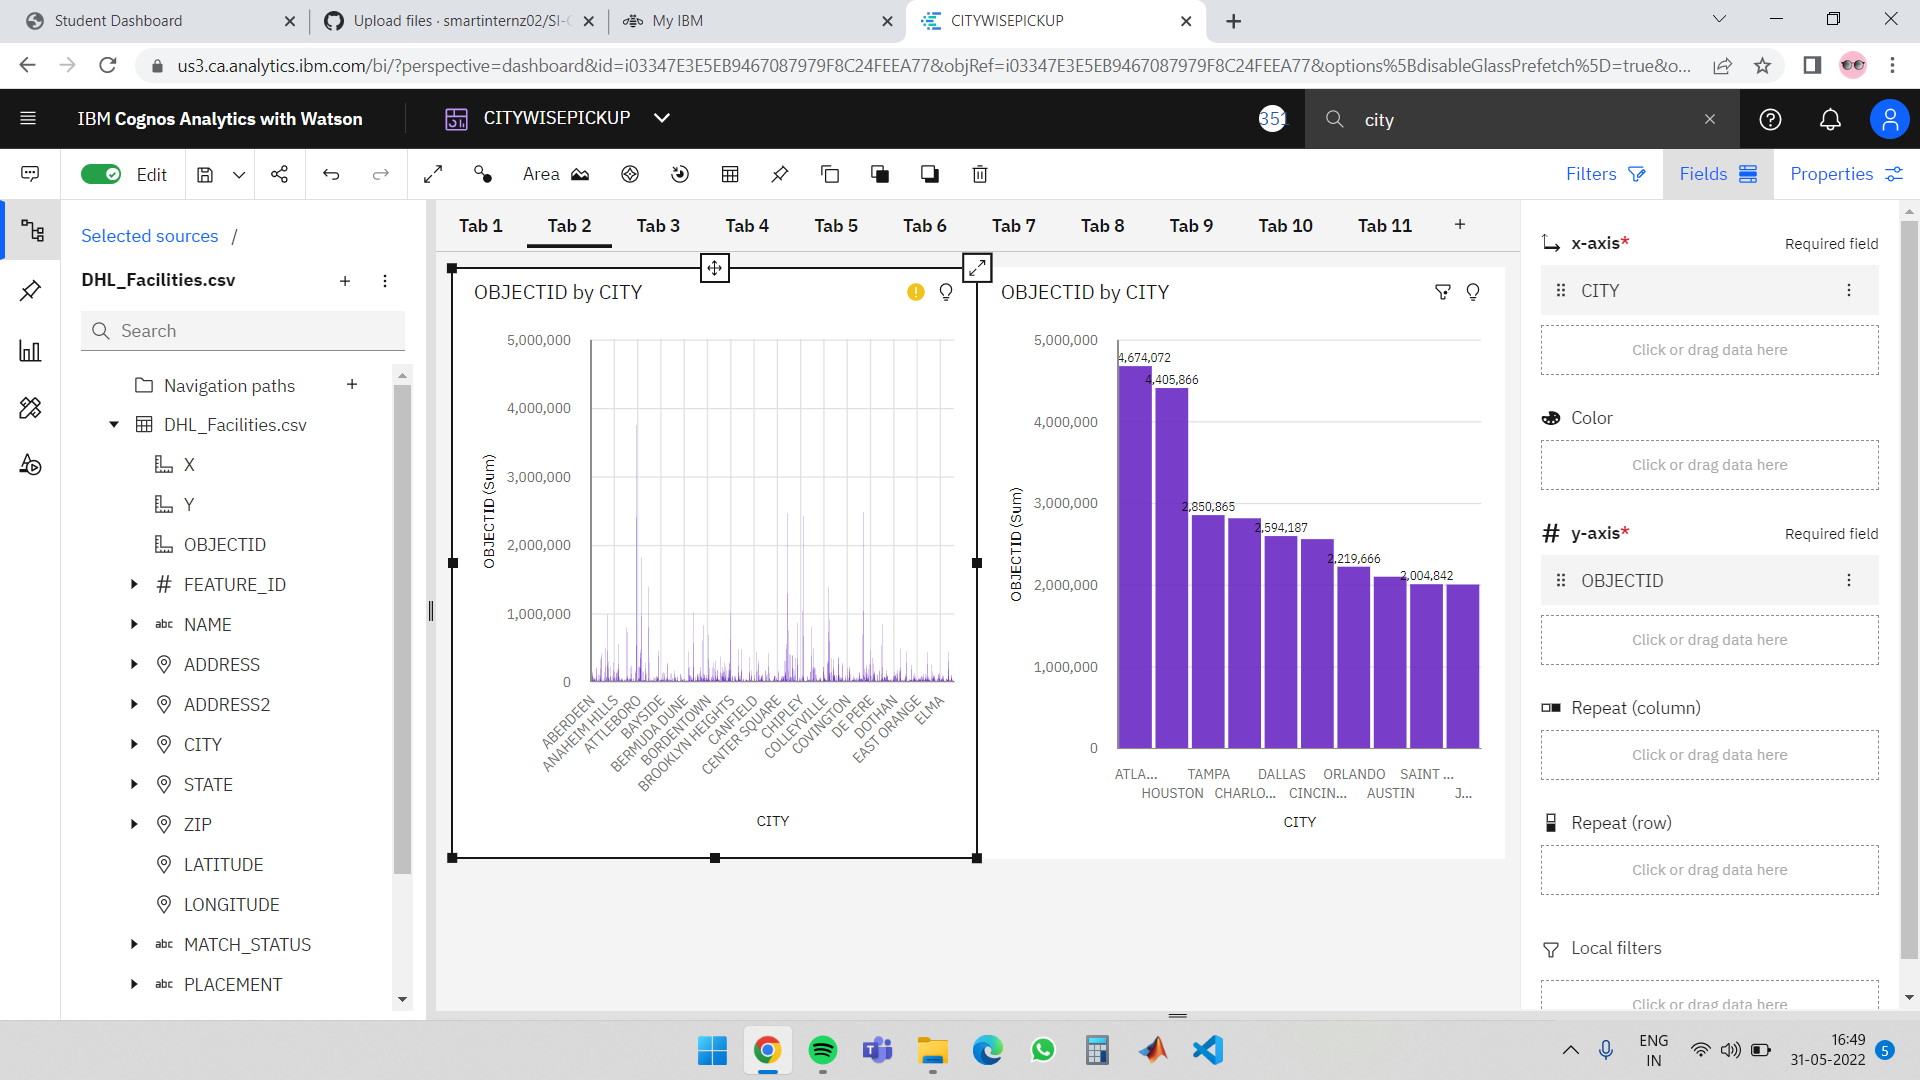 Student Dashboard
Upload files · smartinternz02/SI-G
My IBM
CITYWISEPICKUP
us3.ca.analytics.ibm.com/bi/?perspective=dashboard&id=i03347E3E5EB9467087979F8C24FEEA77&objRef=i03347E3E5EB9467087979F8C24FEEA77&options%5BdisableGlassPrefetch%5D=true&o...
IBM Cognos Analytics with Watson
CITYWISEPICKUP
351
city
Edit
Area
Filters
Fields
Properties
Selected sources /
DHL_Facilities.csv
Search
Navigation paths
DHL_Facilities.csv
X
Y
OBJECTID
# FEATURE_ID
abc NAME
ADDRESS
ADDRESS2
CITY
STATE
ZIP
LATITUDE
LONGITUDE
abc MATCH_STATUS
abc PLACEMENT
Tab 1 Tab 2 Tab 3 Tab 4 Tab 5 Tab 6 Tab 7 Tab 8 Tab 9 Tab 10 Tab 11 +
OBJECTID by CITY
OBJECTID (Sum)
5,000,000
4,000,000
3,000,000
2,000,000
1,000,000
0
ABERDEEN
ANAHEIM HILLS
ATTLEBORO
BAYSIDE
BERMUDA DUNE
BORDENTOWN
BROOKLYN HEIGHTS
CANFIELD
CENTER SQUARE
CHIPLEY
COLLEYVILLE
COVINGTON
DE PERE
DOTHAN
EAST ORANGE
ELMA
CITY
OBJECTID by CITY
OBJECTID (Sum)
5,000,000
4,000,000
3,000,000
2,000,000
1,000,000
0
4,674,072
4,405,866
2,850,865
2,594,187
2,219,666
2,004,842
ATLA... TAMPA DALLAS ORLANDO SAINT ...
HOUSTON CHARLO... CINCIN... AUSTIN J...
CITY
x-axis* Required field
CITY
Click or drag data here
Color
Click or drag data here
# y-axis* Required field
OBJECTID
Click or drag data here
Repeat (column)
Click or drag data here
Repeat (row)
Click or drag data here
Local filters
Click or drag data here
ENG
IN
16:49
31-05-2022
5